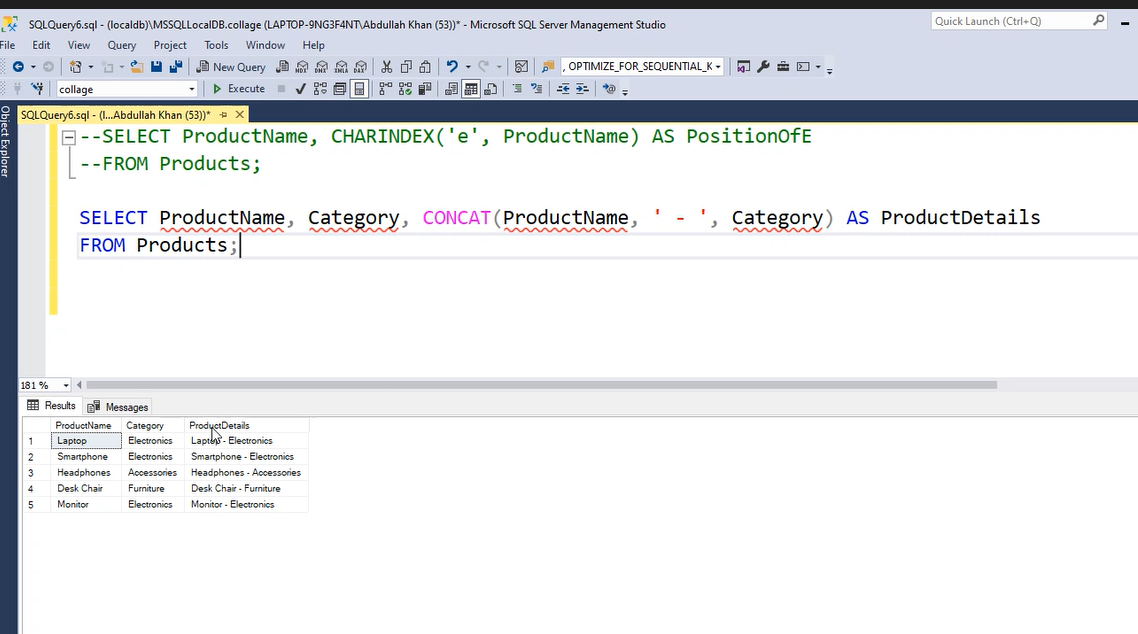 SQLQuery6.sql - (localdb)\MSSQLLocalDB.collage (LAPTOP-9NG3F4NT\Abdullah Khan (53))* - Microsoft SQL Server Management Studio
Quick Launch (Ctrl+Q)
File Edit View Query Project Tools Window Help
New Query MDX DMX XMLA DAX , OPTIMIZE_FOR_SEQUENTIAL_K
collage Execute
SQLQuery6.sql - (l...Abdullah Khan (53))*
Object Explorer
--SELECT ProductName, CHARINDEX('e', ProductName) AS PositionOfE
--FROM Products;
SELECT ProductName, Category, CONCAT(ProductName, ' - ', Category) AS ProductDetails
FROM Products;
181 %
Results Messages
ProductName Category ProductDetails
1 Laptop Electronics Laptop - Electronics
2 Smartphone Electronics Smartphone - Electronics
3 Headphones Accessories Headphones - Accessories
4 Desk Chair Furniture Desk Chair - Furniture
5 Monitor Electronics Monitor - Electronics